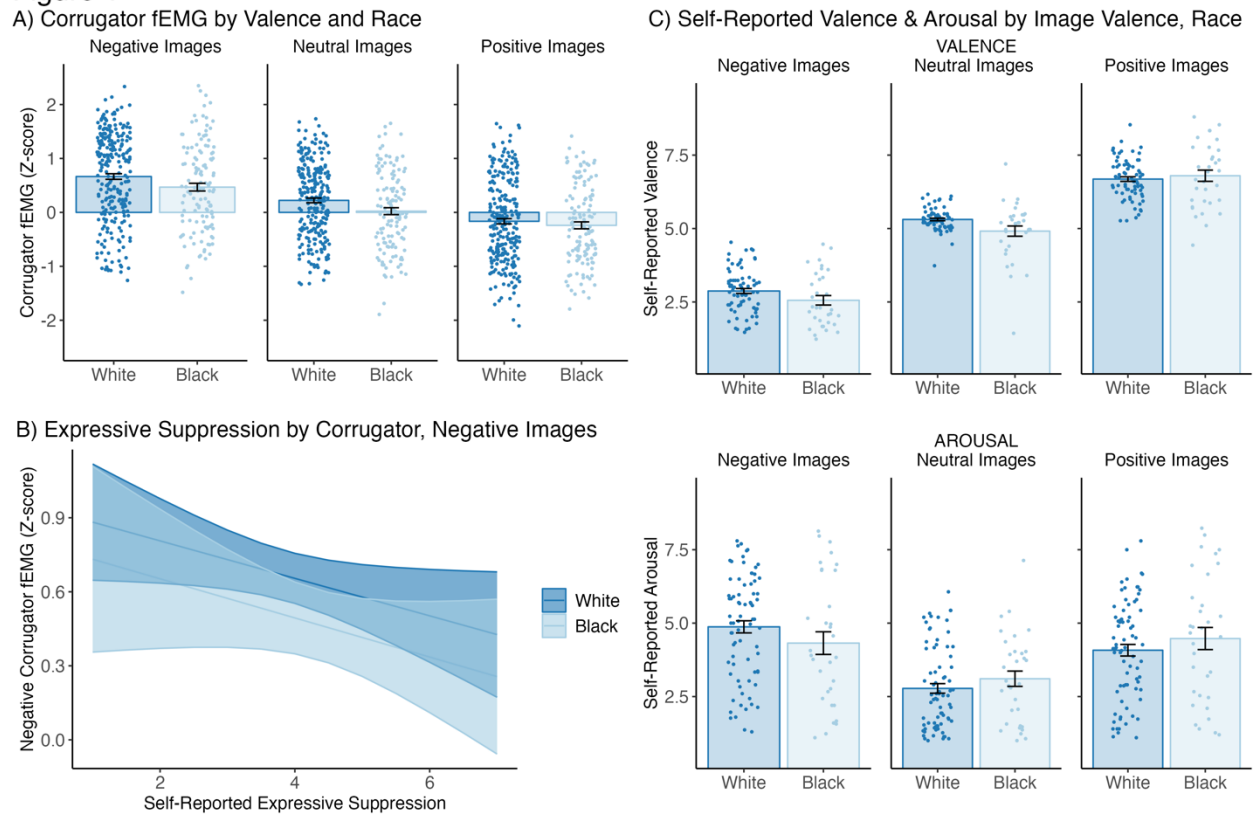 A) Corrugator fEMG by Valence and Race
Negative Images
Neutral Images
Positive Images
Corrugator fEMG (Z-score)
2
1
0
-1
-2
White
Black
White
Black
White
Black
B) Expressive Suppression by Corrugator, Negative Images
Negative Corrugator fEMG (Z-score)
0.9
0.6
0.3
0.0
2
4
6
Self-Reported Expressive Suppression
White
Black
C) Self-Reported Valence & Arousal by Image Valence, Race
VALENCE
Negative Images
Neutral Images
Positive Images
Self-Reported Valence
7.5
5.0
2.5
White
Black
White
Black
White
Black
AROUSAL
Negative Images
Neutral Images
Positive Images
Self-Reported Arousal
7.5
5.0
2.5
White
Black
White
Black
White
Black